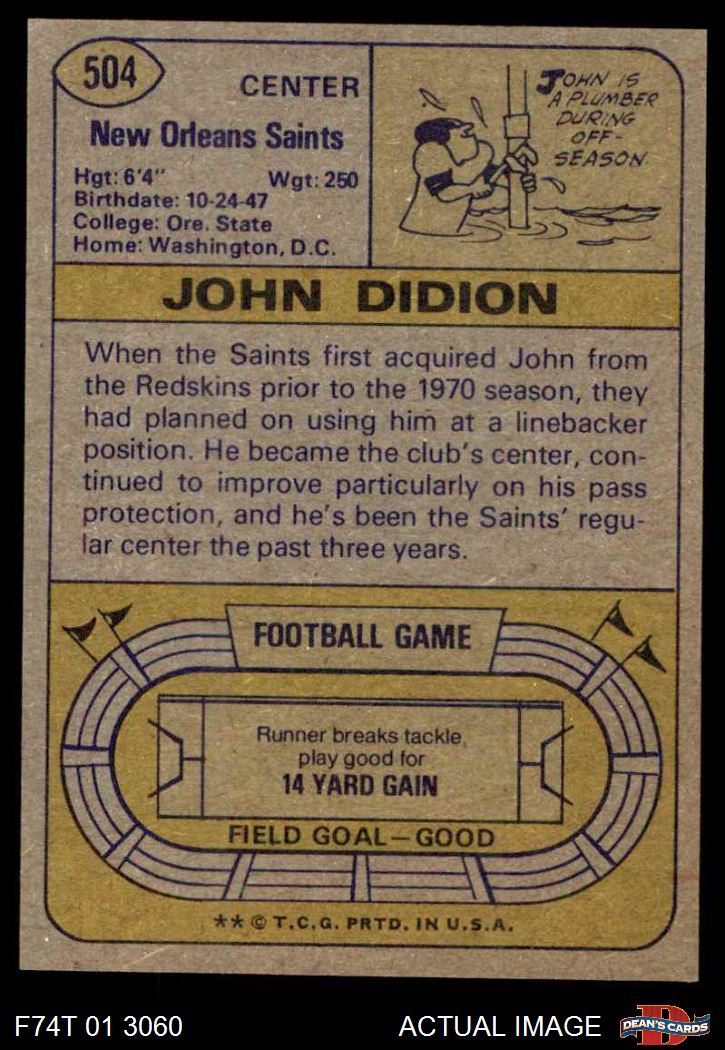 504
CENTER
New Orleans Saints
Hgt: 6'4" Wgt: 250
Birthdate: 10-24-47
College: Ore. State
Home: Washington, D.C.
JOHN IS
A PLUMBER
DURING
OFF-
SEASON.
JOHN DIDION
When the Saints first acquired John from
the Redskins prior to the 1970 season, they
had planned on using him at a linebacker
position. He became the club's center, con-
tinued to improve particularly on his pass
protection, and he's been the Saints' regu-
lar center the past three years.
FOOTBALL GAME
Runner breaks tackle,
play good for
14 YARD GAIN
FIELD GOAL—GOOD
** © T.C.G. PRTD. IN U.S.A.
F74T 01 3060 ACTUAL IMAGE
D
DEAN'S CARDS